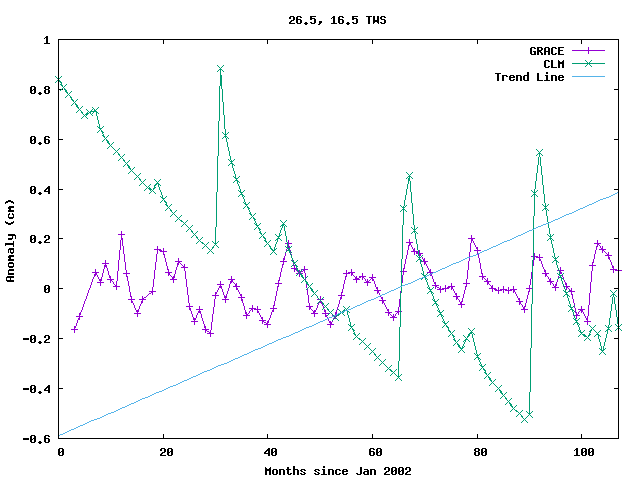 26.5, 16.5 TWS
GRACE
CLM
Trend Line
1
0.8
0.6
0.4
0.2
0
-0.2
-0.4
-0.6
Anomaly (cm)
0 20 40 60 80 100
Months since Jan 2002